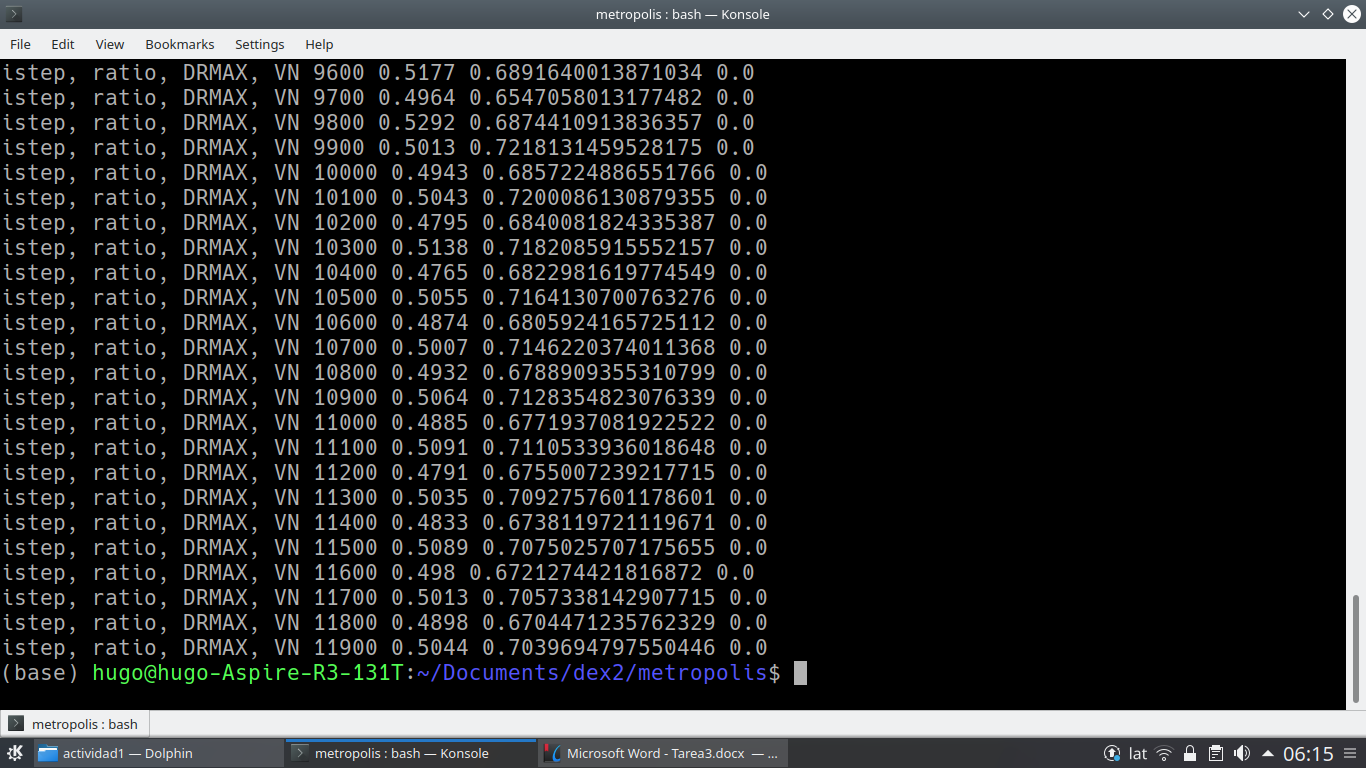 metropolis : bash — Konsole
File Edit View Bookmarks Settings Help
istep, ratio, DRMAX, VN 9600 0.5177 0.6891640013871034 0.0
istep, ratio, DRMAX, VN 9700 0.4964 0.6547058013177482 0.0
istep, ratio, DRMAX, VN 9800 0.5292 0.6874410913836357 0.0
istep, ratio, DRMAX, VN 9900 0.5013 0.7218131459528175 0.0
istep, ratio, DRMAX, VN 10000 0.4943 0.6857224886551766 0.0
istep, ratio, DRMAX, VN 10100 0.5043 0.7200086130879355 0.0
istep, ratio, DRMAX, VN 10200 0.4795 0.6840081824335387 0.0
istep, ratio, DRMAX, VN 10300 0.5138 0.7182085915552157 0.0
istep, ratio, DRMAX, VN 10400 0.4765 0.6822981619774549 0.0
istep, ratio, DRMAX, VN 10500 0.5055 0.7164130700763276 0.0
istep, ratio, DRMAX, VN 10600 0.4874 0.6805924165725112 0.0
istep, ratio, DRMAX, VN 10700 0.5007 0.7146220374011368 0.0
istep, ratio, DRMAX, VN 10800 0.4932 0.6788909355310799 0.0
istep, ratio, DRMAX, VN 10900 0.5064 0.7128354823076339 0.0
istep, ratio, DRMAX, VN 11000 0.4885 0.6771937081922522 0.0
istep, ratio, DRMAX, VN 11100 0.5091 0.7110533936018648 0.0
istep, ratio, DRMAX, VN 11200 0.4791 0.6755007239217715 0.0
istep, ratio, DRMAX, VN 11300 0.5035 0.7092757601178601 0.0
istep, ratio, DRMAX, VN 11400 0.4833 0.6738119721119671 0.0
istep, ratio, DRMAX, VN 11500 0.5089 0.7075025707175655 0.0
istep, ratio, DRMAX, VN 11600 0.498 0.6721274421816872 0.0
istep, ratio, DRMAX, VN 11700 0.5013 0.7057338142907715 0.0
istep, ratio, DRMAX, VN 11800 0.4898 0.6704471235762329 0.0
istep, ratio, DRMAX, VN 11900 0.5044 0.7039694797550446 0.0
(base) hugo@hugo-Aspire-R3-131T:~/Documents/dex2/metropolis$
metropolis : bash
actividad1 — Dolphin metropolis : bash — Konsole Microsoft Word - Tarea3.docx — ... lat 06:15